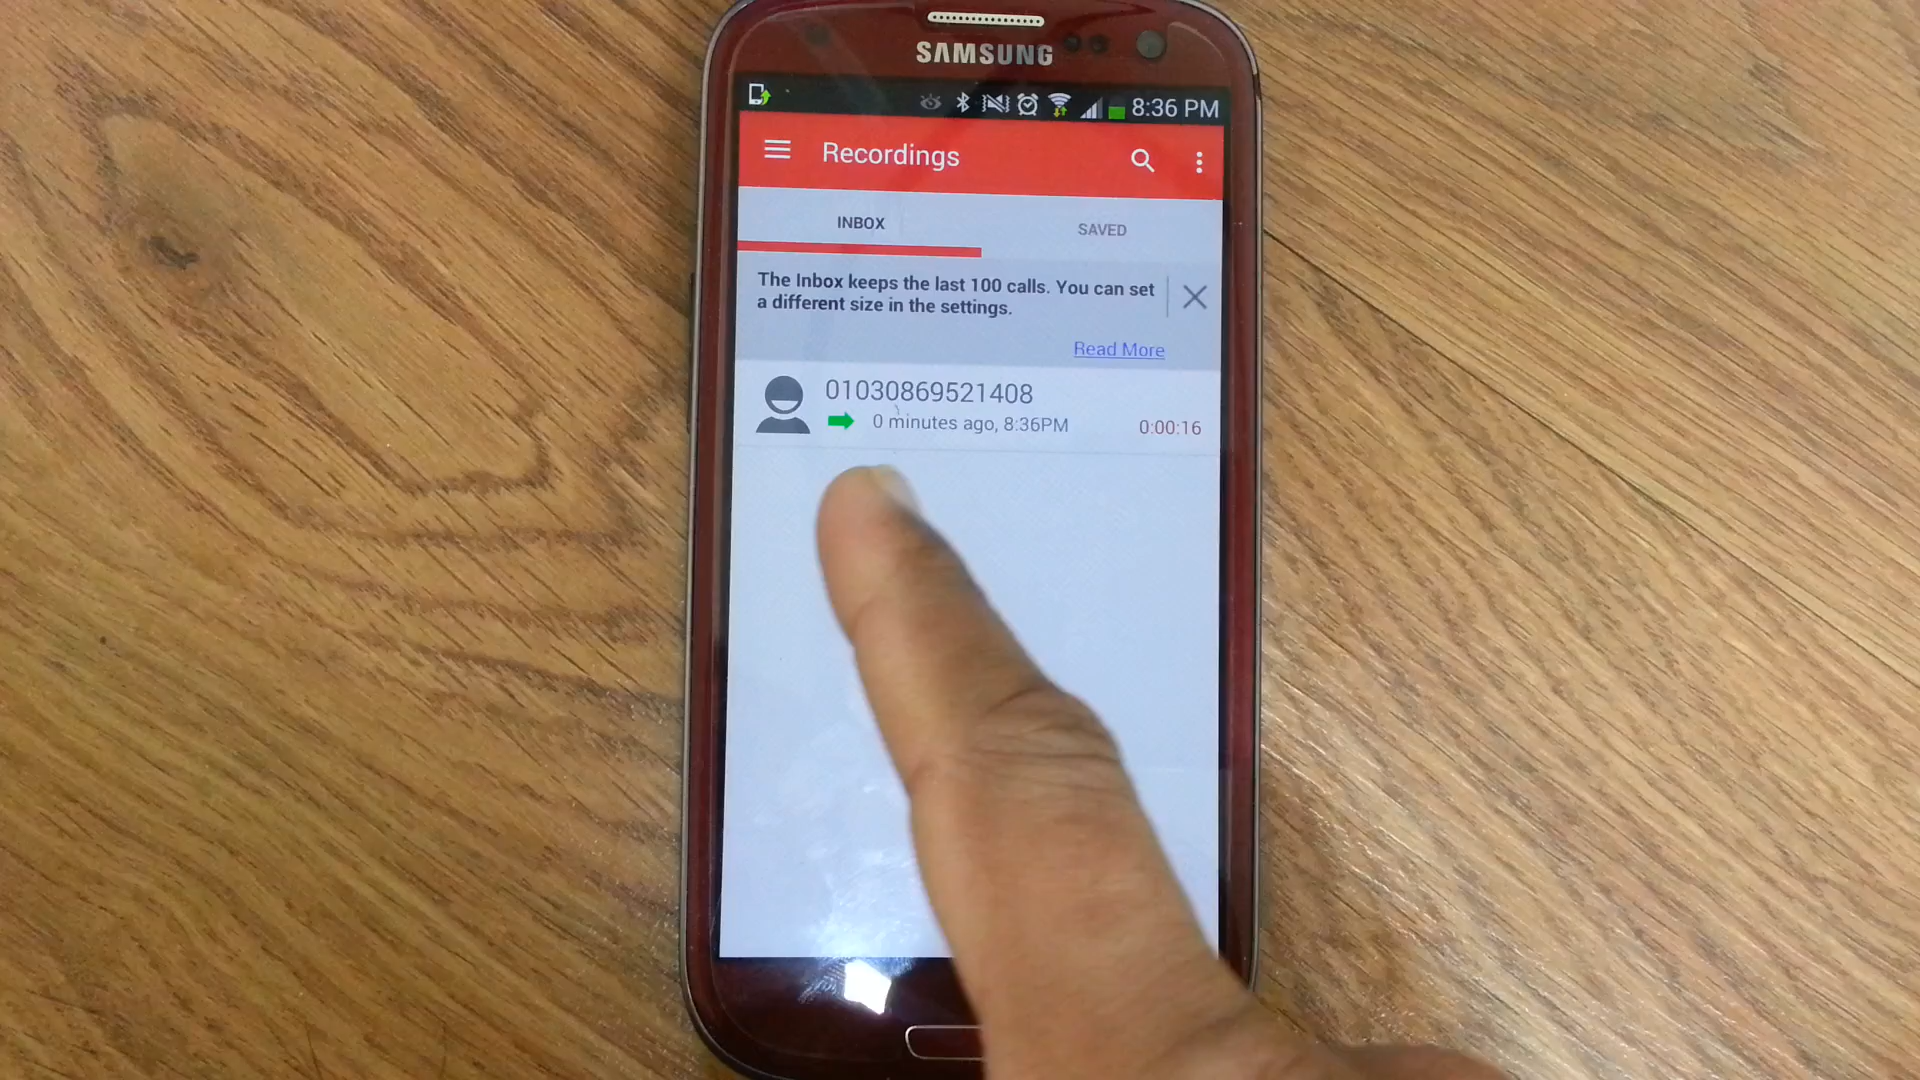 SAMSUNG
8:36 PM
Recordings
INBOX
SAVED
The Inbox keeps the last 100 calls. You can set
a different size in the settings.
Read More
01030869521408
0 minutes ago, 8:36PM
0:00:16